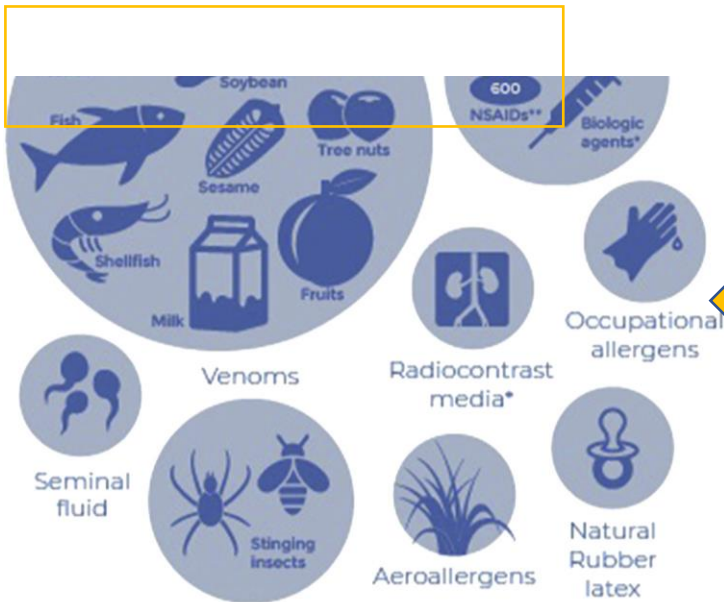 Soybean
600
NSAIDs**
Fish
Biologic
agents*
Tree nuts
Sesame
Shellfish
Fruits
Milk
Occupational
allergens
Radiocontrast
media*
Venoms
Seminal
fluid
Stinging
insects
Natural
Rubber
latex
Aeroallergens